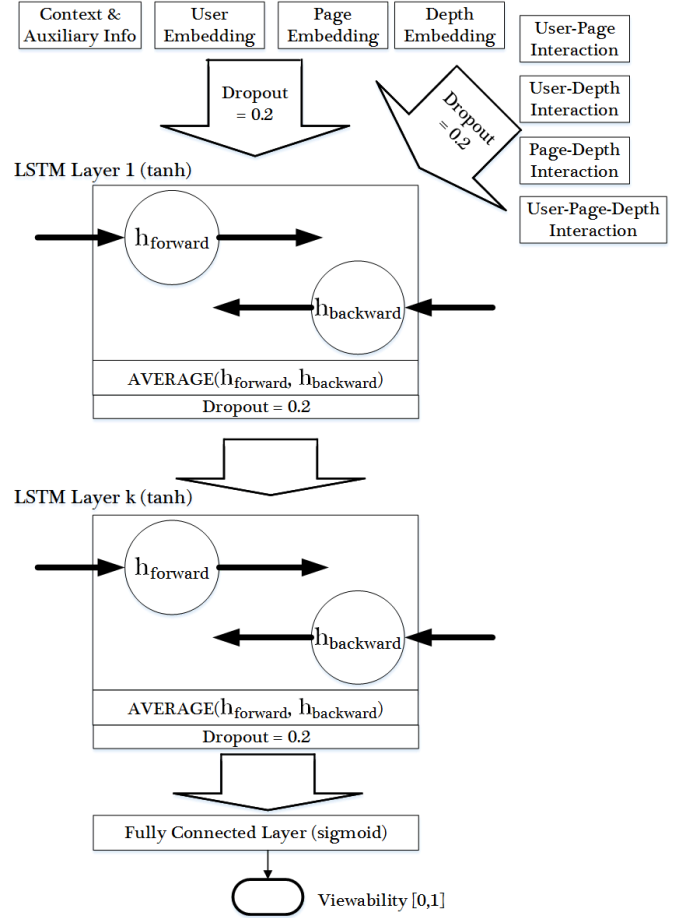 Context &
Auxiliary Info
User
Embedding
Page
Embedding
Depth
Embedding
User-Page
Interaction
User-Depth
Interaction
Page-Depth
Interaction
User-Page-Depth
Interaction
Dropout
= 0.2
Dropout
= 0.2
LSTM Layer 1 (tanh)
hforward
hbackward
AVERAGE(hforward, hbackward)
Dropout = 0.2
LSTM Layer k (tanh)
hforward
hbackward
AVERAGE(hforward, hbackward)
Dropout = 0.2
Fully Connected Layer (sigmoid)
Viewability [0,1]